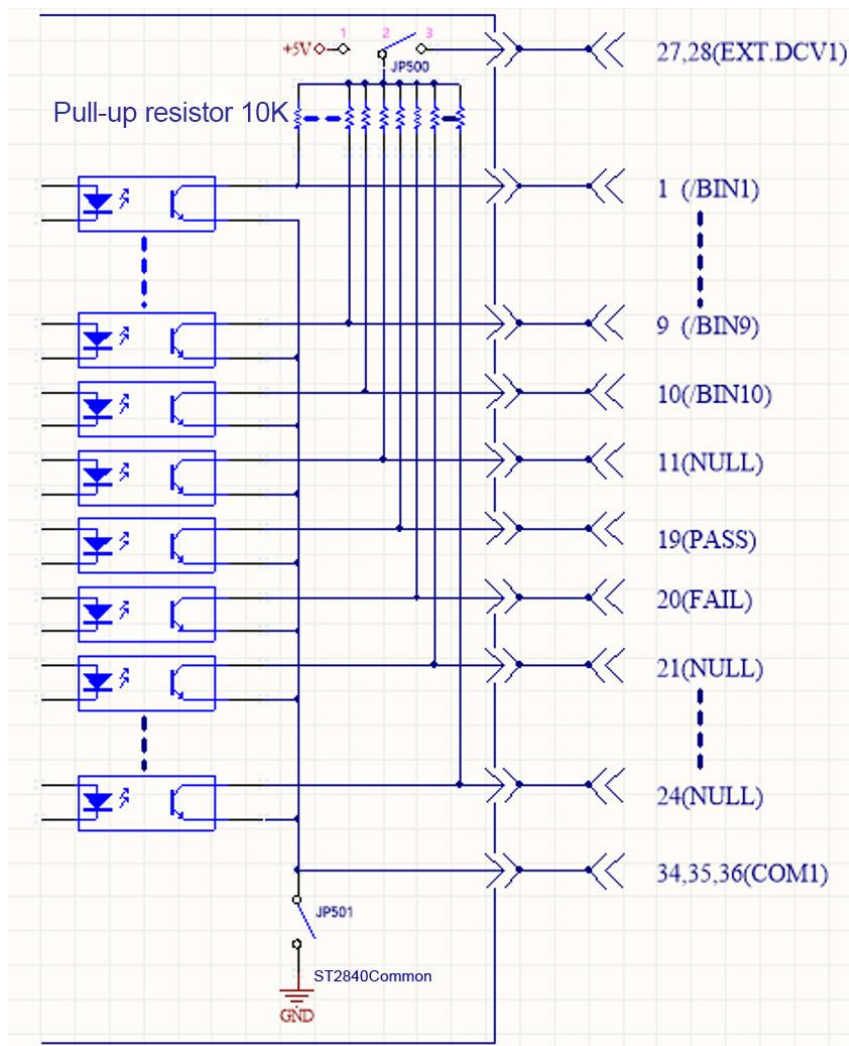 1 2 3
+5V
JP500
27,28(EXT.DCV1)
Pull-up resistor 10K
1 (/BIN1)
9 (/BIN9)
10(/BIN10)
11(NULL)
19(PASS)
20(FAIL)
21(NULL)
24(NULL)
34,35,36(COM1)
JP501
ST2840Common
GND